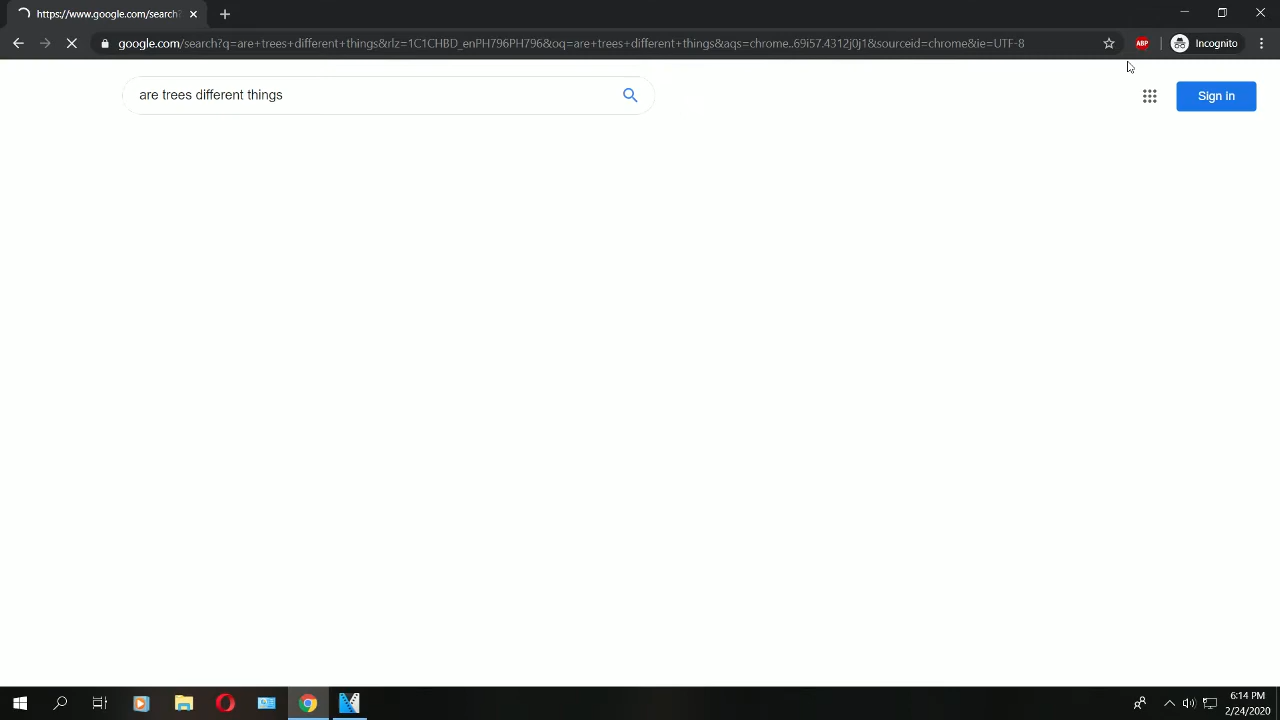 https://www.google.com/search?
google.com/search?q=are+trees+different+things&rlz=1C1CHBD_enPH796PH796&oq=are+trees+different+things&aqs=chrome..69i57.4312j0j1&sourceid=chrome&ie=UTF-8
ABP
Incognito
are trees different things
Sign in
6:14 PM
2/24/2020